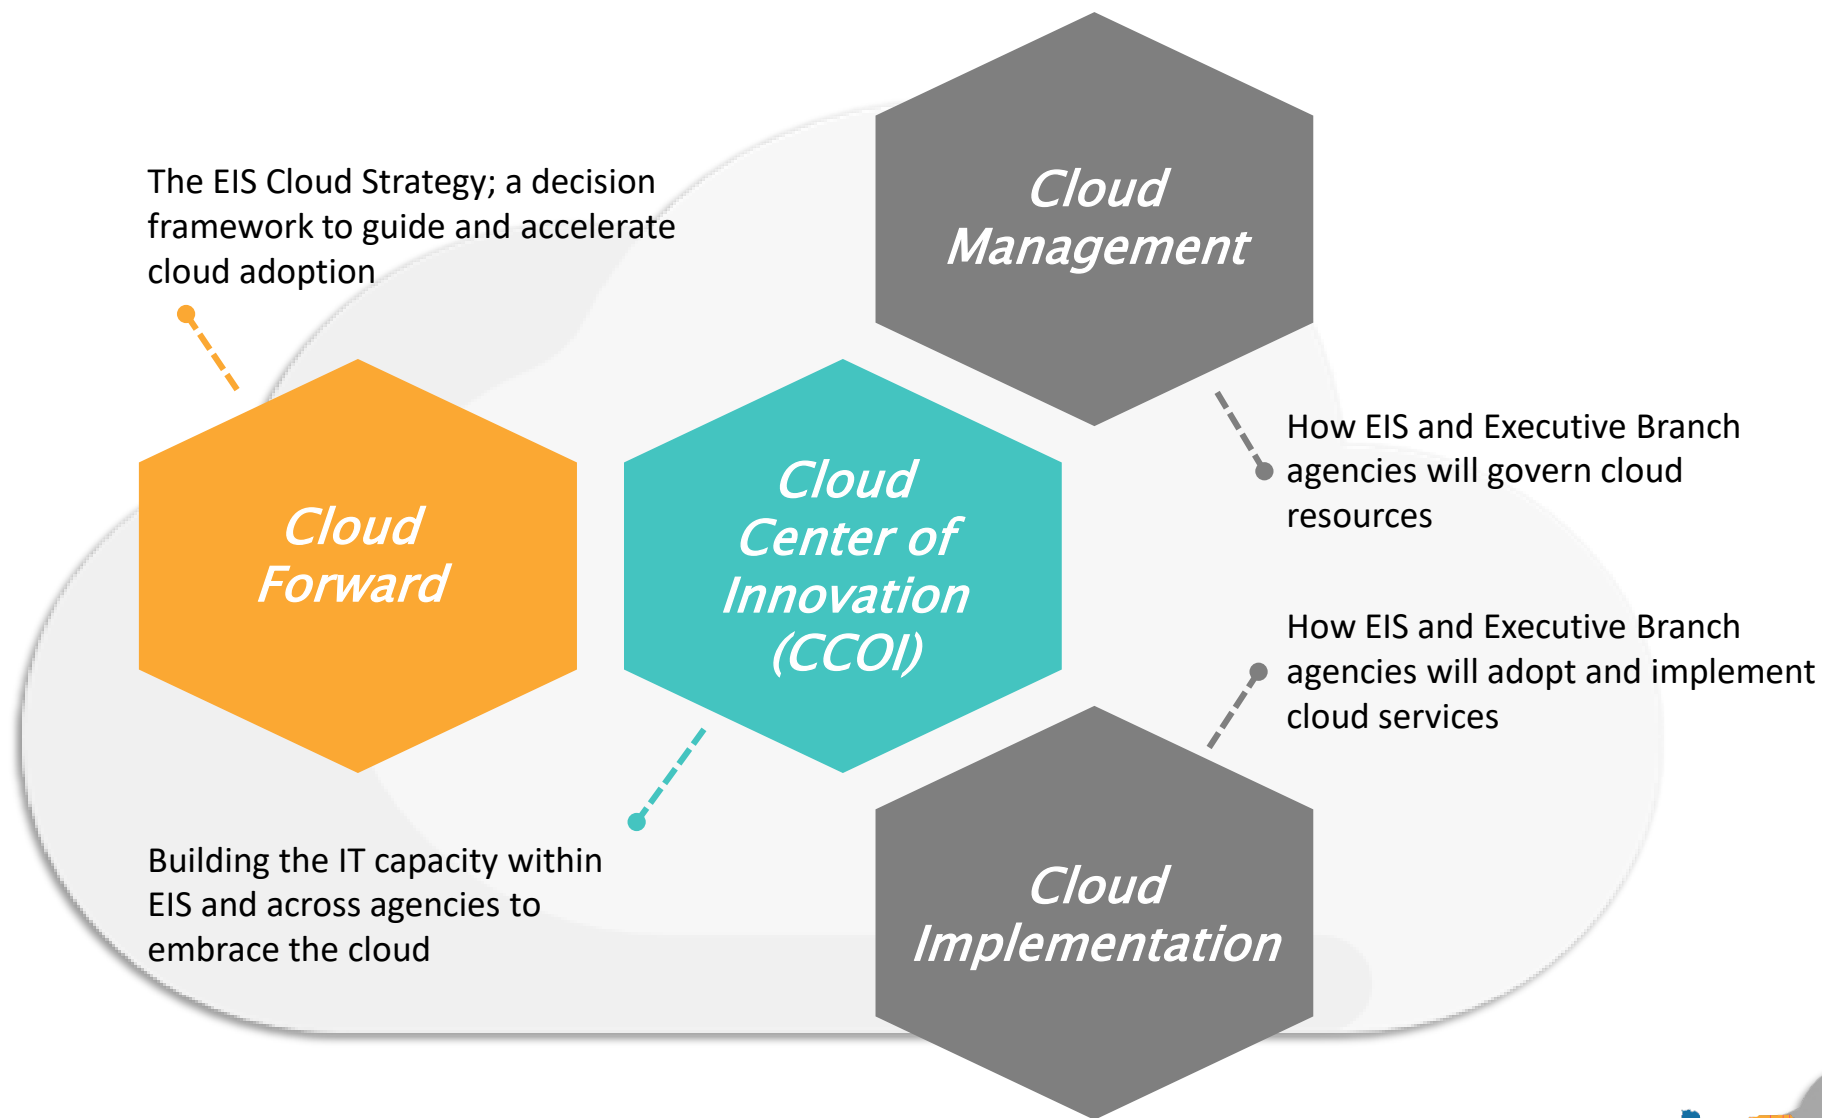 The EIS Cloud Strategy; a decision
framework to guide and accelerate
cloud adoption
Cloud
Management
Cloud
Forward
Cloud
Center of
Innovation
(CCOI)
How EIS and Executive Branch
agencies will govern cloud
resources
How EIS and Executive Branch
agencies will adopt and implement
cloud services
Building the IT capacity within
EIS and across agencies to
embrace the cloud
Cloud
Implementation